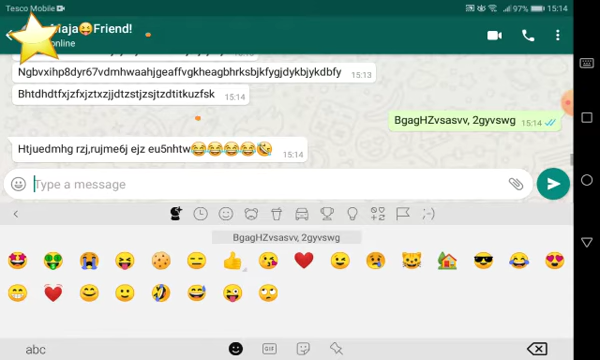 Tesco Mobile
97%
15:14
Maja😜Friend!
online
Ngbvxihp8dyr67vdmhwaahjgeaffvgkheagbhrksbjkfygjdykbjykdbfy
15:13
Bhtdhdtfxjzfxjztxzjjdtzstjzsjtzdtitkuzfsk
15:14
BgagHZvsasvv, 2gyvswg
15:14
Htjuedmhg rzj,rujme6j ejz eu5nhtw😂😂😂😂🤣
15:14
Type a message
BgagHZvsasvv, 2gyvswg
;-)
abc
GIF